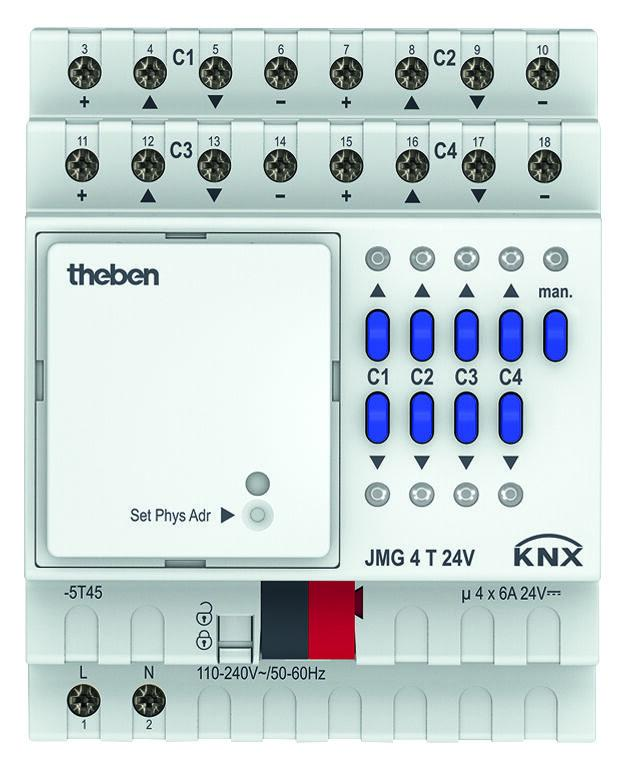 3 4 C1 5 6 7 8 C2 9 10
+ ▲ ▼ - + ▲ ▼ -
11 12 C3 13 14 15 16 C4 17 18
+ ▲ ▼ - + ▲ ▼ -
theben
▲ ▲ ▲ ▲ man.
C1 C2 C3 C4
▼ ▼ ▼ ▼
Set Phys Adr ▶
JMG 4 T 24V KNX
-5T45 µ 4 x 6A 24V⎓
110-240V~/50-60Hz
L N
1 2